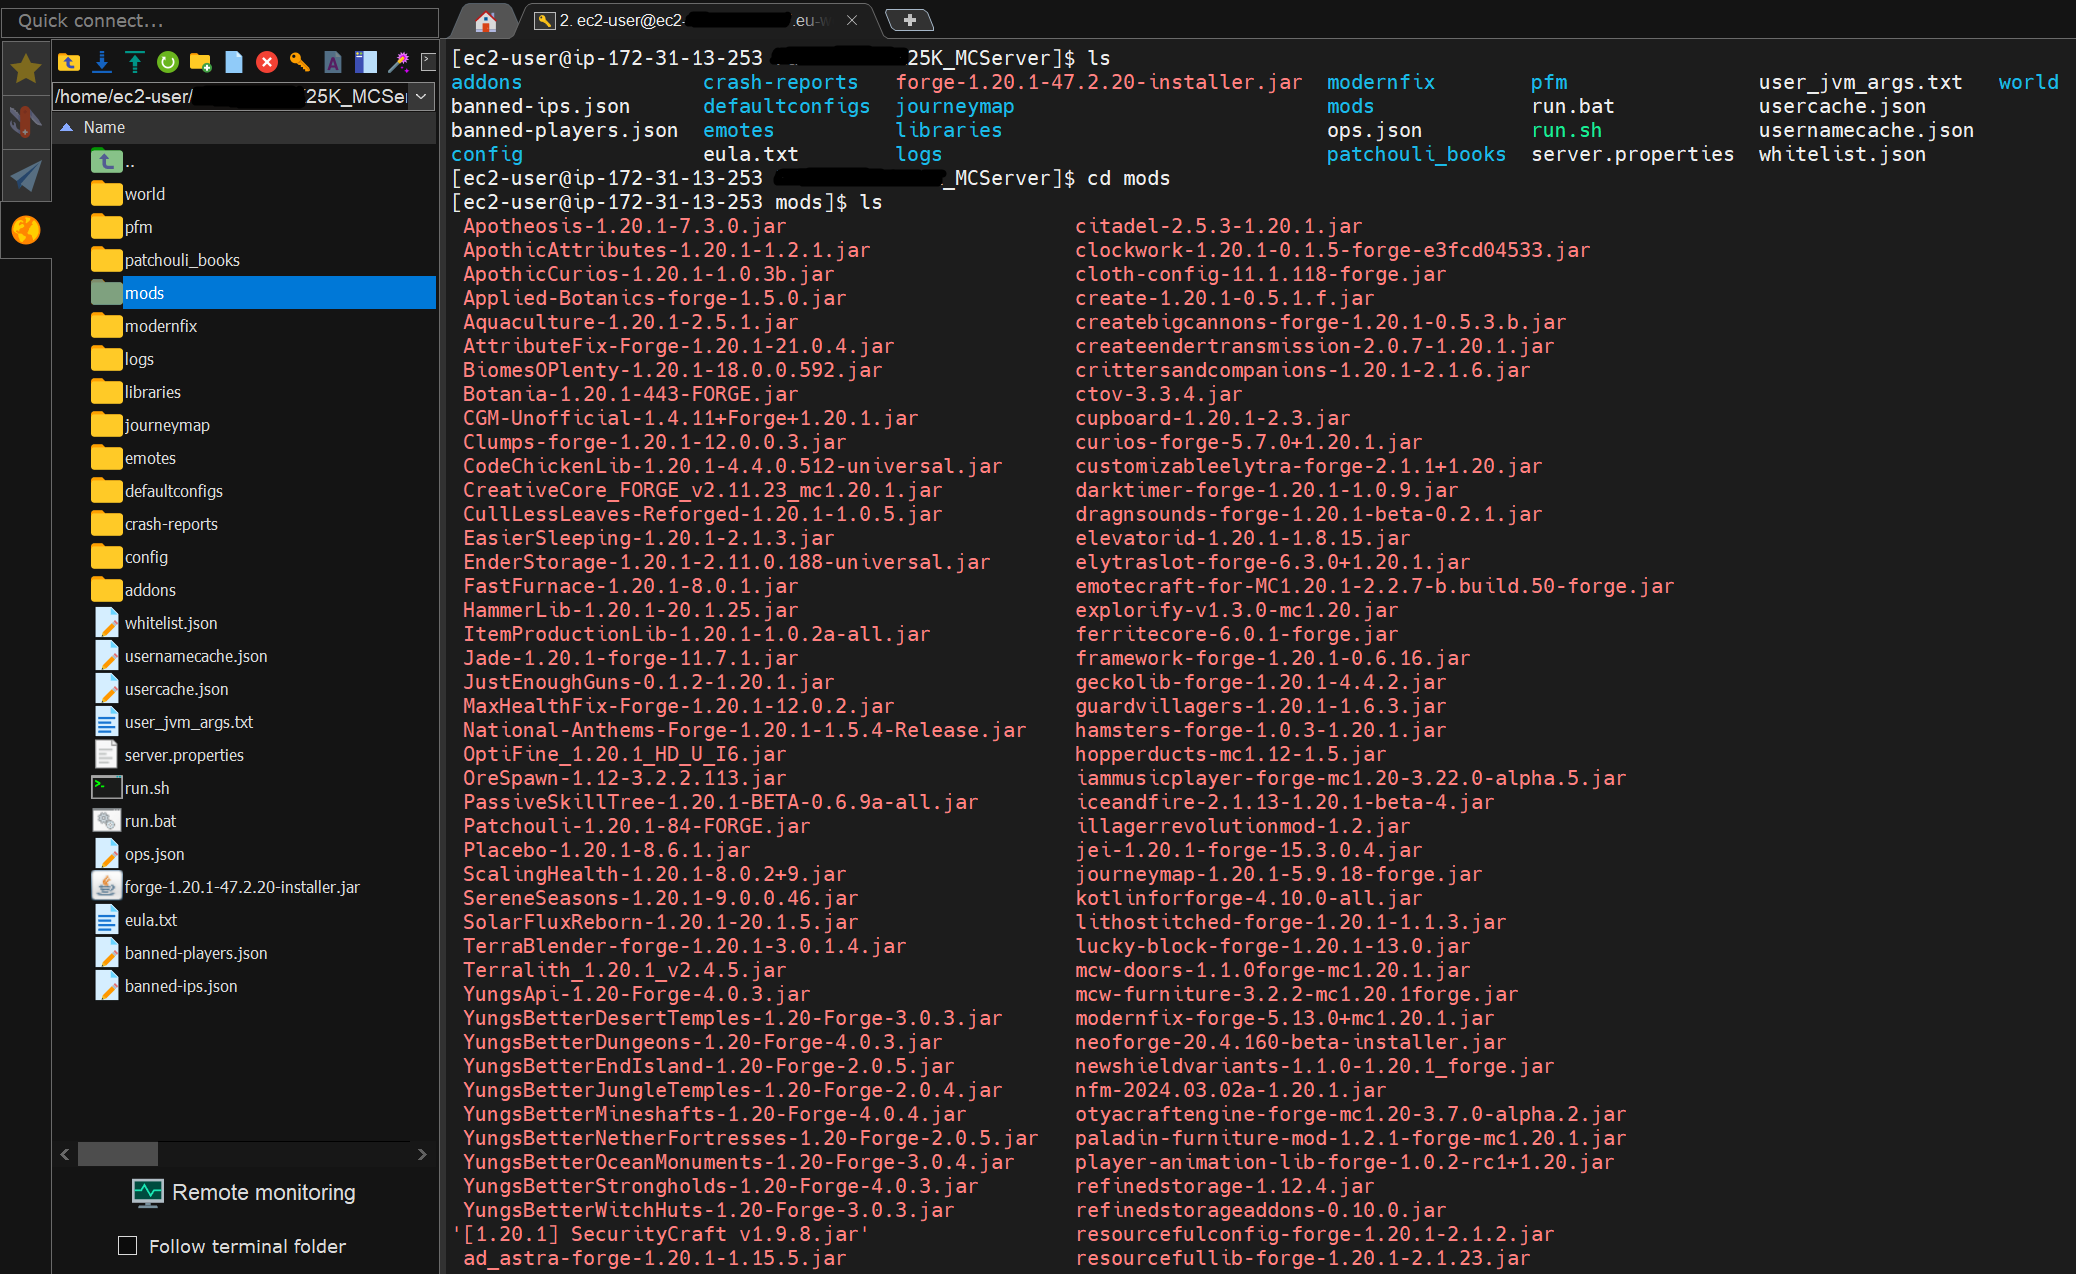 Quick connect...
2. ec2-user@ec2- .eu-w
/home/ec2-user/ 25K_MCSer
Name
..
world
pfm
patchouli_books
mods
modernfix
logs
libraries
journeymap
emotes
defaultconfigs
crash-reports
config
addons
whitelist.json
usernamecache.json
usercache.json
user_jvm_args.txt
server.properties
run.sh
run.bat
ops.json
forge-1.20.1-47.2.20-installer.jar
eula.txt
banned-players.json
banned-ips.json
Remote monitoring
Follow terminal folder
[ec2-user@ip-172-31-13-253 25K_MCServer]$ ls
addons crash-reports forge-1.20.1-47.2.20-installer.jar modernfix pfm user_jvm_args.txt world
banned-ips.json defaultconfigs journeymap mods run.bat usercache.json
banned-players.json emotes libraries ops.json run.sh usernamecache.json
config eula.txt logs patchouli_books server.properties whitelist.json
[ec2-user@ip-172-31-13-253 _MCServer]$ cd mods
[ec2-user@ip-172-31-13-253 mods]$ ls
Apotheosis-1.20.1-7.3.0.jar citadel-2.5.3-1.20.1.jar
ApothicAttributes-1.20.1-1.2.1.jar clockwork-1.20.1-0.1.5-forge-e3fcd04533.jar
ApothicCurios-1.20.1-1.0.3b.jar cloth-config-11.1.118-forge.jar
Applied-Botanics-forge-1.5.0.jar create-1.20.1-0.5.1.f.jar
Aquaculture-1.20.1-2.5.1.jar createbigcannons-forge-1.20.1-0.5.3.b.jar
AttributeFix-Forge-1.20.1-21.0.4.jar createendertransmission-2.0.7-1.20.1.jar
BiomesOPlenty-1.20.1-18.0.0.592.jar crittersandcompanions-1.20.1-2.1.6.jar
Botania-1.20.1-443-FORGE.jar ctov-3.3.4.jar
CGM-Unofficial-1.4.11+Forge+1.20.1.jar cupboard-1.20.1-2.3.jar
Clumps-forge-1.20.1-12.0.0.3.jar curios-forge-5.7.0+1.20.1.jar
CodeChickenLib-1.20.1-4.4.0.512-universal.jar customizableelytra-forge-2.1.1+1.20.jar
CreativeCore_FORGE_v2.11.23_mc1.20.1.jar darktimer-forge-1.20.1-1.0.9.jar
CullLessLeaves-Reforged-1.20.1-1.0.5.jar dragnsounds-forge-1.20.1-beta-0.2.1.jar
EasierSleeping-1.20.1-2.1.3.jar elevatorid-1.20.1-1.8.15.jar
EnderStorage-1.20.1-2.11.0.188-universal.jar elytraslot-forge-6.3.0+1.20.1.jar
FastFurnace-1.20.1-8.0.1.jar emotecraft-for-MC1.20.1-2.2.7-b.build.50-forge.jar
HammerLib-1.20.1-20.1.25.jar explorify-v1.3.0-mc1.20.jar
ItemProductionLib-1.20.1-1.0.2a-all.jar ferritecore-6.0.1-forge.jar
Jade-1.20.1-forge-11.7.1.jar framework-forge-1.20.1-0.6.16.jar
JustEnoughGuns-0.1.2-1.20.1.jar geckolib-forge-1.20.1-4.4.2.jar
MaxHealthFix-Forge-1.20.1-12.0.2.jar guardvillagers-1.20.1-1.6.3.jar
National-Anthems-Forge-1.20.1-1.5.4-Release.jar hamsters-forge-1.0.3-1.20.1.jar
OptiFine_1.20.1_HD_U_I6.jar hopperducts-mc1.12-1.5.jar
OreSpawn-1.12-3.2.2.113.jar iammusicplayer-forge-mc1.20-3.22.0-alpha.5.jar
PassiveSkillTree-1.20.1-BETA-0.6.9a-all.jar iceandfire-2.1.13-1.20.1-beta-4.jar
Patchouli-1.20.1-84-FORGE.jar illagerrevolutionmod-1.2.jar
Placebo-1.20.1-8.6.1.jar jei-1.20.1-forge-15.3.0.4.jar
ScalingHealth-1.20.1-8.0.2+9.jar journeymap-1.20.1-5.9.18-forge.jar
SereneSeasons-1.20.1-9.0.0.46.jar kotlinforforge-4.10.0-all.jar
SolarFluxReborn-1.20.1-20.1.5.jar lithostitched-forge-1.20.1-1.1.3.jar
TerraBlender-forge-1.20.1-3.0.1.4.jar lucky-block-forge-1.20.1-13.0.jar
Terralith_1.20.1_v2.4.5.jar mcw-doors-1.1.0forge-mc1.20.1.jar
YungsApi-1.20-Forge-4.0.3.jar mcw-furniture-3.2.2-mc1.20.1forge.jar
YungsBetterDesertTemples-1.20-Forge-3.0.3.jar modernfix-forge-5.13.0+mc1.20.1.jar
YungsBetterDungeons-1.20-Forge-4.0.3.jar neoforge-20.4.160-beta-installer.jar
YungsBetterEndIsland-1.20-Forge-2.0.5.jar newshieldvariants-1.1.0-1.20.1_forge.jar
YungsBetterJungleTemples-1.20-Forge-2.0.4.jar nfm-2024.03.02a-1.20.1.jar
YungsBetterMineshafts-1.20-Forge-4.0.4.jar otyacraftengine-forge-mc1.20-3.7.0-alpha.2.jar
YungsBetterNetherFortresses-1.20-Forge-2.0.5.jar paladin-furniture-mod-1.2.1-forge-mc1.20.1.jar
YungsBetterOceanMonuments-1.20-Forge-3.0.4.jar player-animation-lib-forge-1.0.2-rc1+1.20.jar
YungsBetterStrongholds-1.20-Forge-4.0.3.jar refinedstorage-1.12.4.jar
YungsBetterWitchHuts-1.20-Forge-3.0.3.jar refinedstorageaddons-0.10.0.jar
'[1.20.1] SecurityCraft v1.9.8.jar' resourcefulconfig-forge-1.20.1-2.1.2.jar
ad_astra-forge-1.20.1-1.15.5.jar resourcefullib-forge-1.20.1-2.1.23.jar